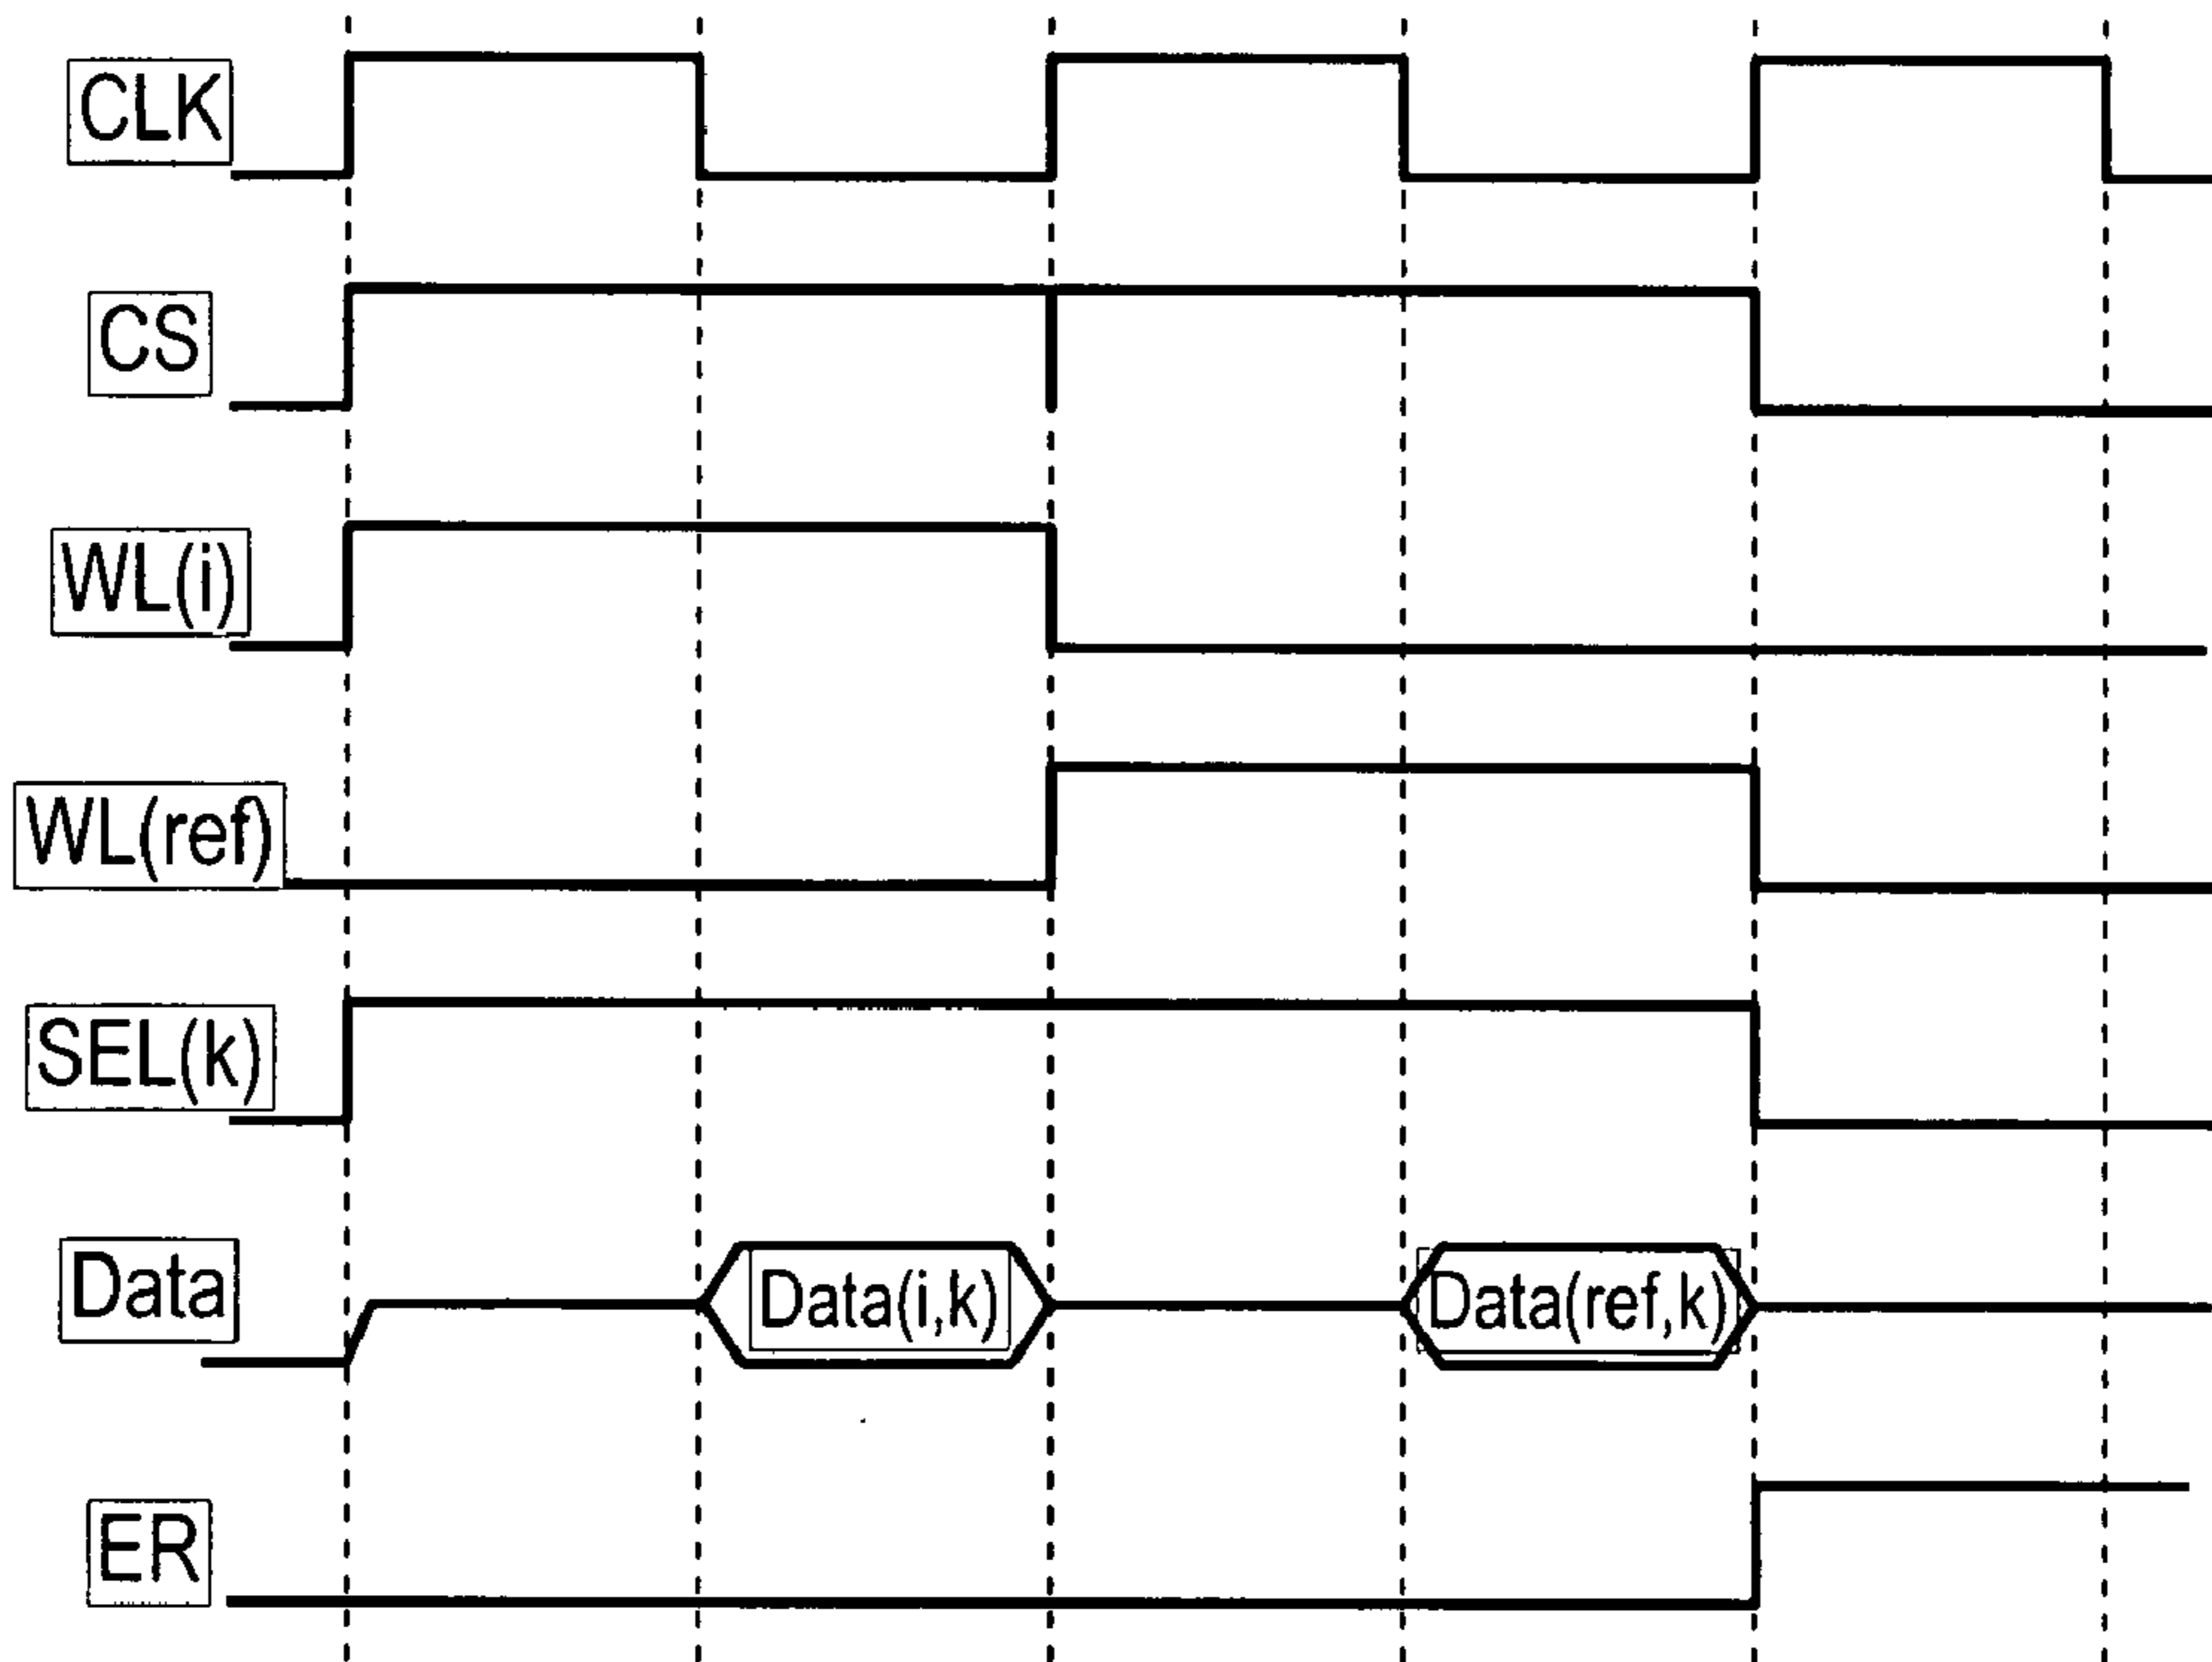 CLK
CS
WL(i)
WL(ref)
SEL(k)
Data
Data(i,k)
Data(ref,k)
ER